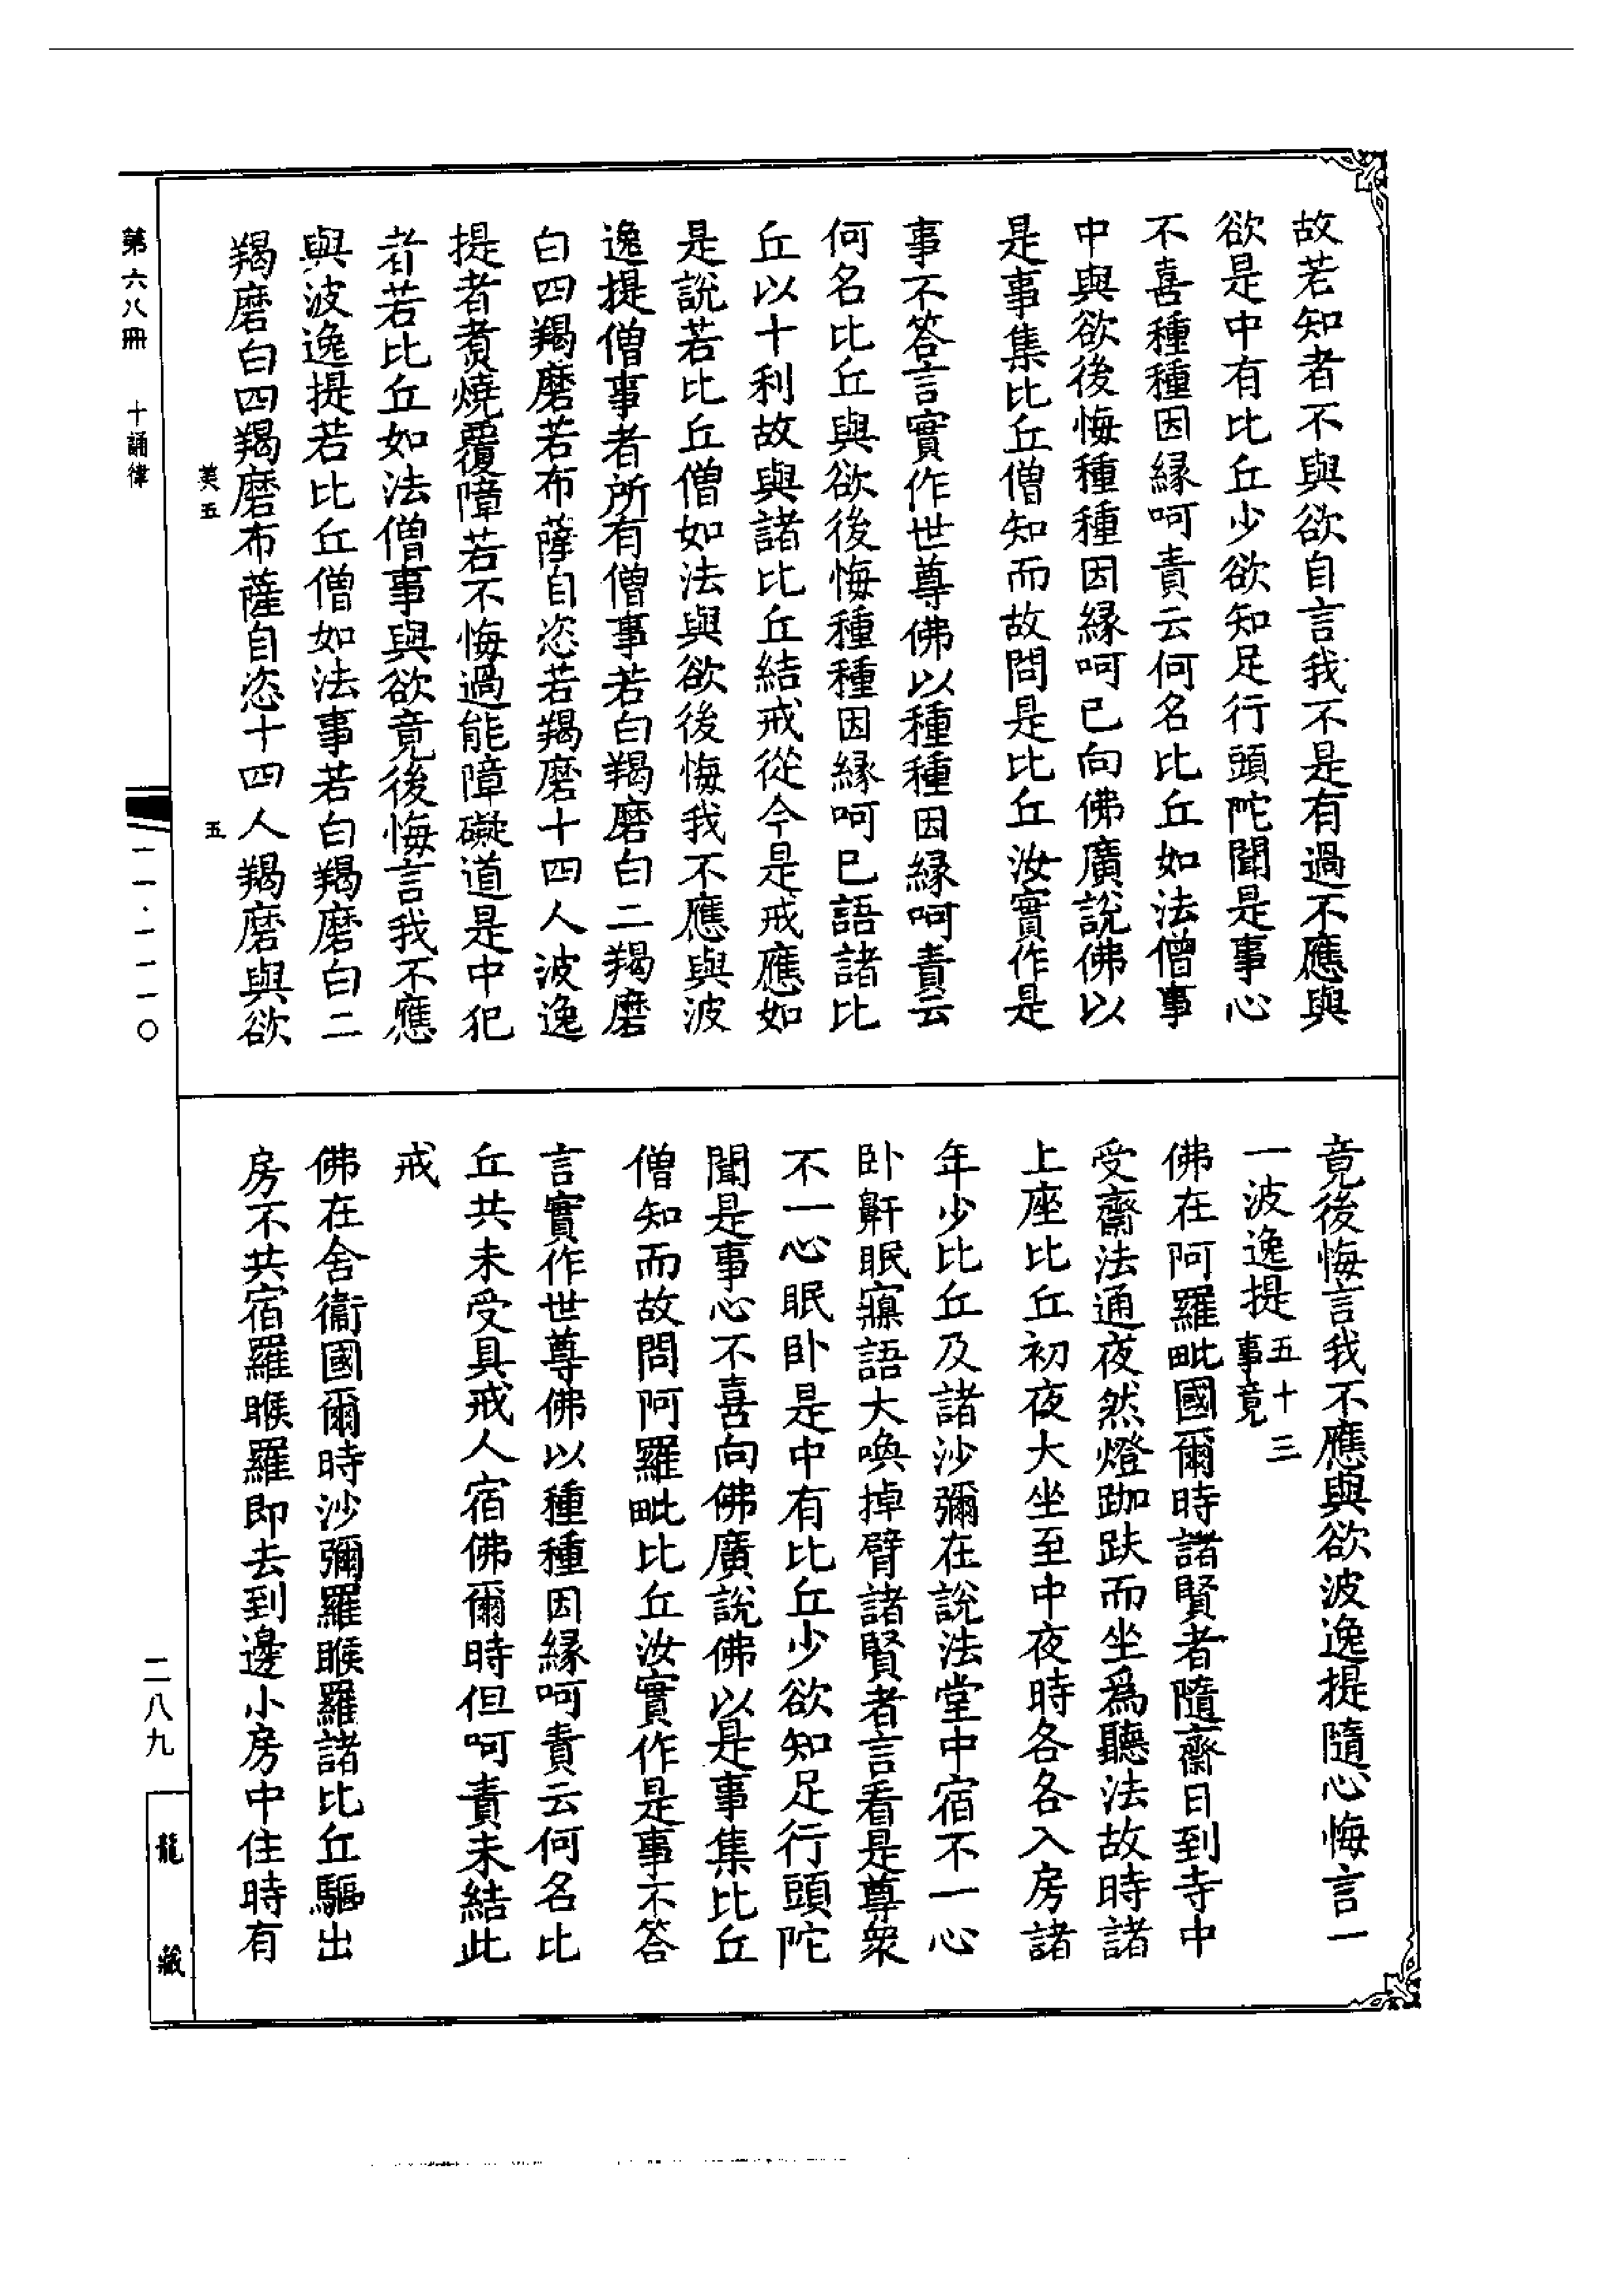 故若知者不與欲自言我不是有過不應與
欲是中有比丘少欲知足行頭陀聞是事心
不喜種種因縁呵責云何名比丘如法僧事
中與欲後悔種種因縁呵已向佛廣說佛以
是事集比丘僧知而故問是比丘汝實作是
事不答言實作世尊佛以種種因縁呵責云
何名比丘與欲後悔種種因縁呵已語諸比
丘以十利故與諸比丘結戒從今是戒應如
是說若比丘僧如法與欲後悔我不應與波
逸提僧事者所有僧事若白羯磨白二羯磨
白四羯磨若布薩自恣若羯磨十四人波逸
提者煑燒覆障若不悔過能障礙道是中犯
者若比丘如法僧事與欲竟後悔言我不應
與波逸提若比丘僧如法事若白羯磨白二
羯磨白四羯磨布薩自恣十四人羯磨與欲
竟後悔言我不應與欲波逸提隨心悔言一
一波逸提五十三事竟
佛在阿羅毗國爾時諸賢者隨齋日到寺中
受齋法通夜然燈跏趺而坐爲聽法故時諸
上座比丘初夜大坐至中夜時各各入房諸
年少比丘及諸沙彌在說法堂中宿不一心
卧鼾眠寱語大喚掉臂諸賢者言看是尊衆
不一心眠卧是中有比丘少欲知足行頭陀
聞是事心不喜向佛廣說佛以是事集比丘
僧知而故問阿羅毗比丘汝實作是事不答
言實作世尊佛以種種因縁呵責云何名比
丘共未受具戒人宿佛爾時但呵責未結此
戒
佛在舍衞國爾時沙彌羅睺羅諸比丘驅出
房不共宿羅睺羅即去到邊小房中住時有
第六八冊 十誦律
美五 五
一一·一一一〇
二八九
龍藏